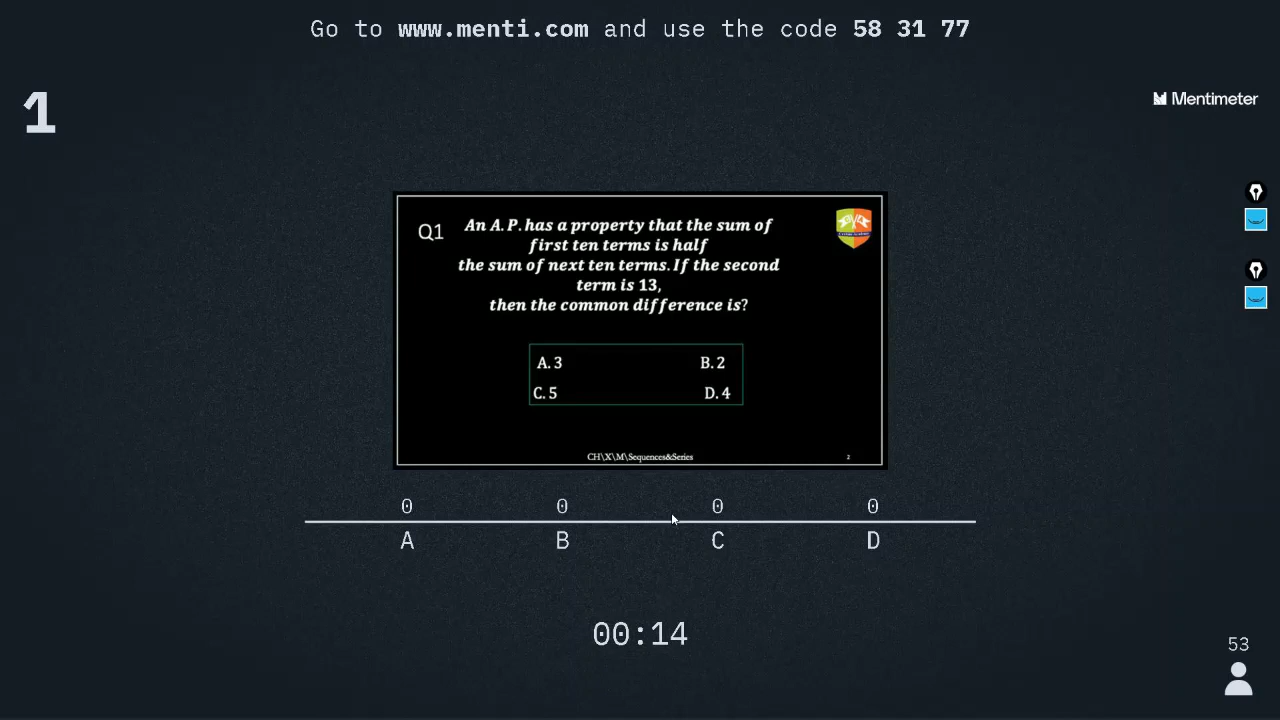 Go to www.menti.com and use the code 58 31 77
1
Mentimeter
Q1 An A.P. has a property that the sum of
first ten terms is half
the sum of next ten terms. If the second
term is 13,
then the common difference is?
A. 3 B. 2
C. 5 D. 4
CH\X\M\Sequences&Series 2
0 0 0 0
A B C D
00:14
53